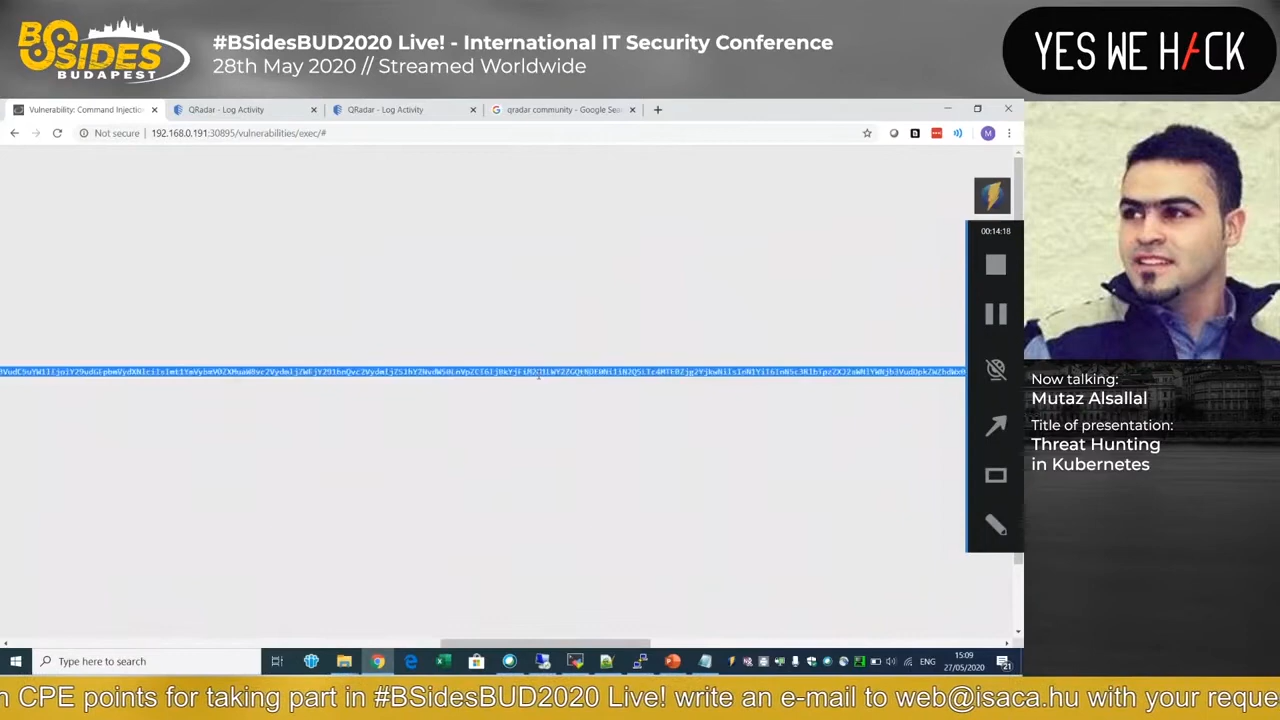 BSIDES
BUDAPEST
#BSidesBUD2020 Live! - International IT Security Conference
28th May 2020 // Streamed Worldwide
YES WE H/CK
Vulnerability: Command Injectio
QRadar - Log Activity
QRadar - Log Activity
qradar community - Google Sea
Not secure
192.168.0.191:30895/vulnerabilities/exec/#
M
00:14:18
Now talking:
Mutaz Alsallal
Title of presentation:
Threat Hunting
in Kubernetes
Type here to search
ENG
15:09
27/05/2020
21
n CPE points for taking part in #BSidesBUD2020 Live! write an e-mail to web@isaca.hu with your reque